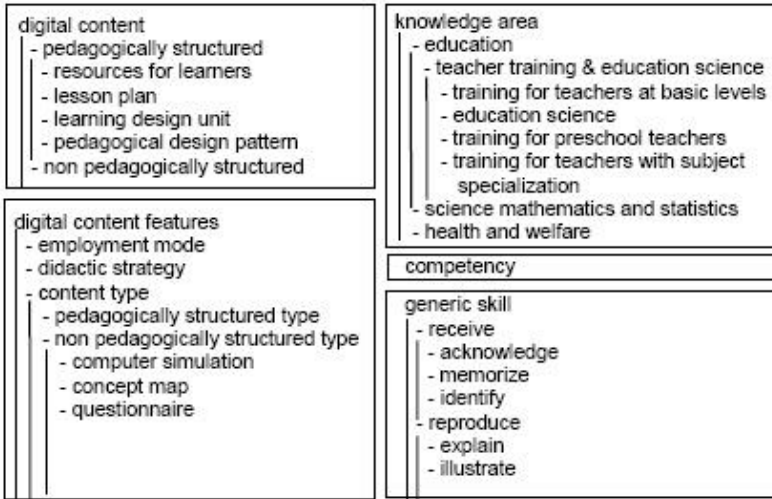 digital content
- pedagogically structured
- resources for learners
- lesson plan
- learning design unit
- pedagogical design pattern
- non pedagogically structured
digital content features
- employment mode
- didactic strategy
- content type
- pedagogically structured type
- non pedagogically structured type
- computer simulation
- concept map
- questionnaire
knowledge area
- education
- teacher training & education science
- training for teachers at basic levels
- education science
- training for preschool teachers
- training for teachers with subject
specialization
- science mathematics and statistics
- health and welfare
competency
generic skill
- receive
- acknowledge
- memorize
- identify
- reproduce
- explain
- illustrate